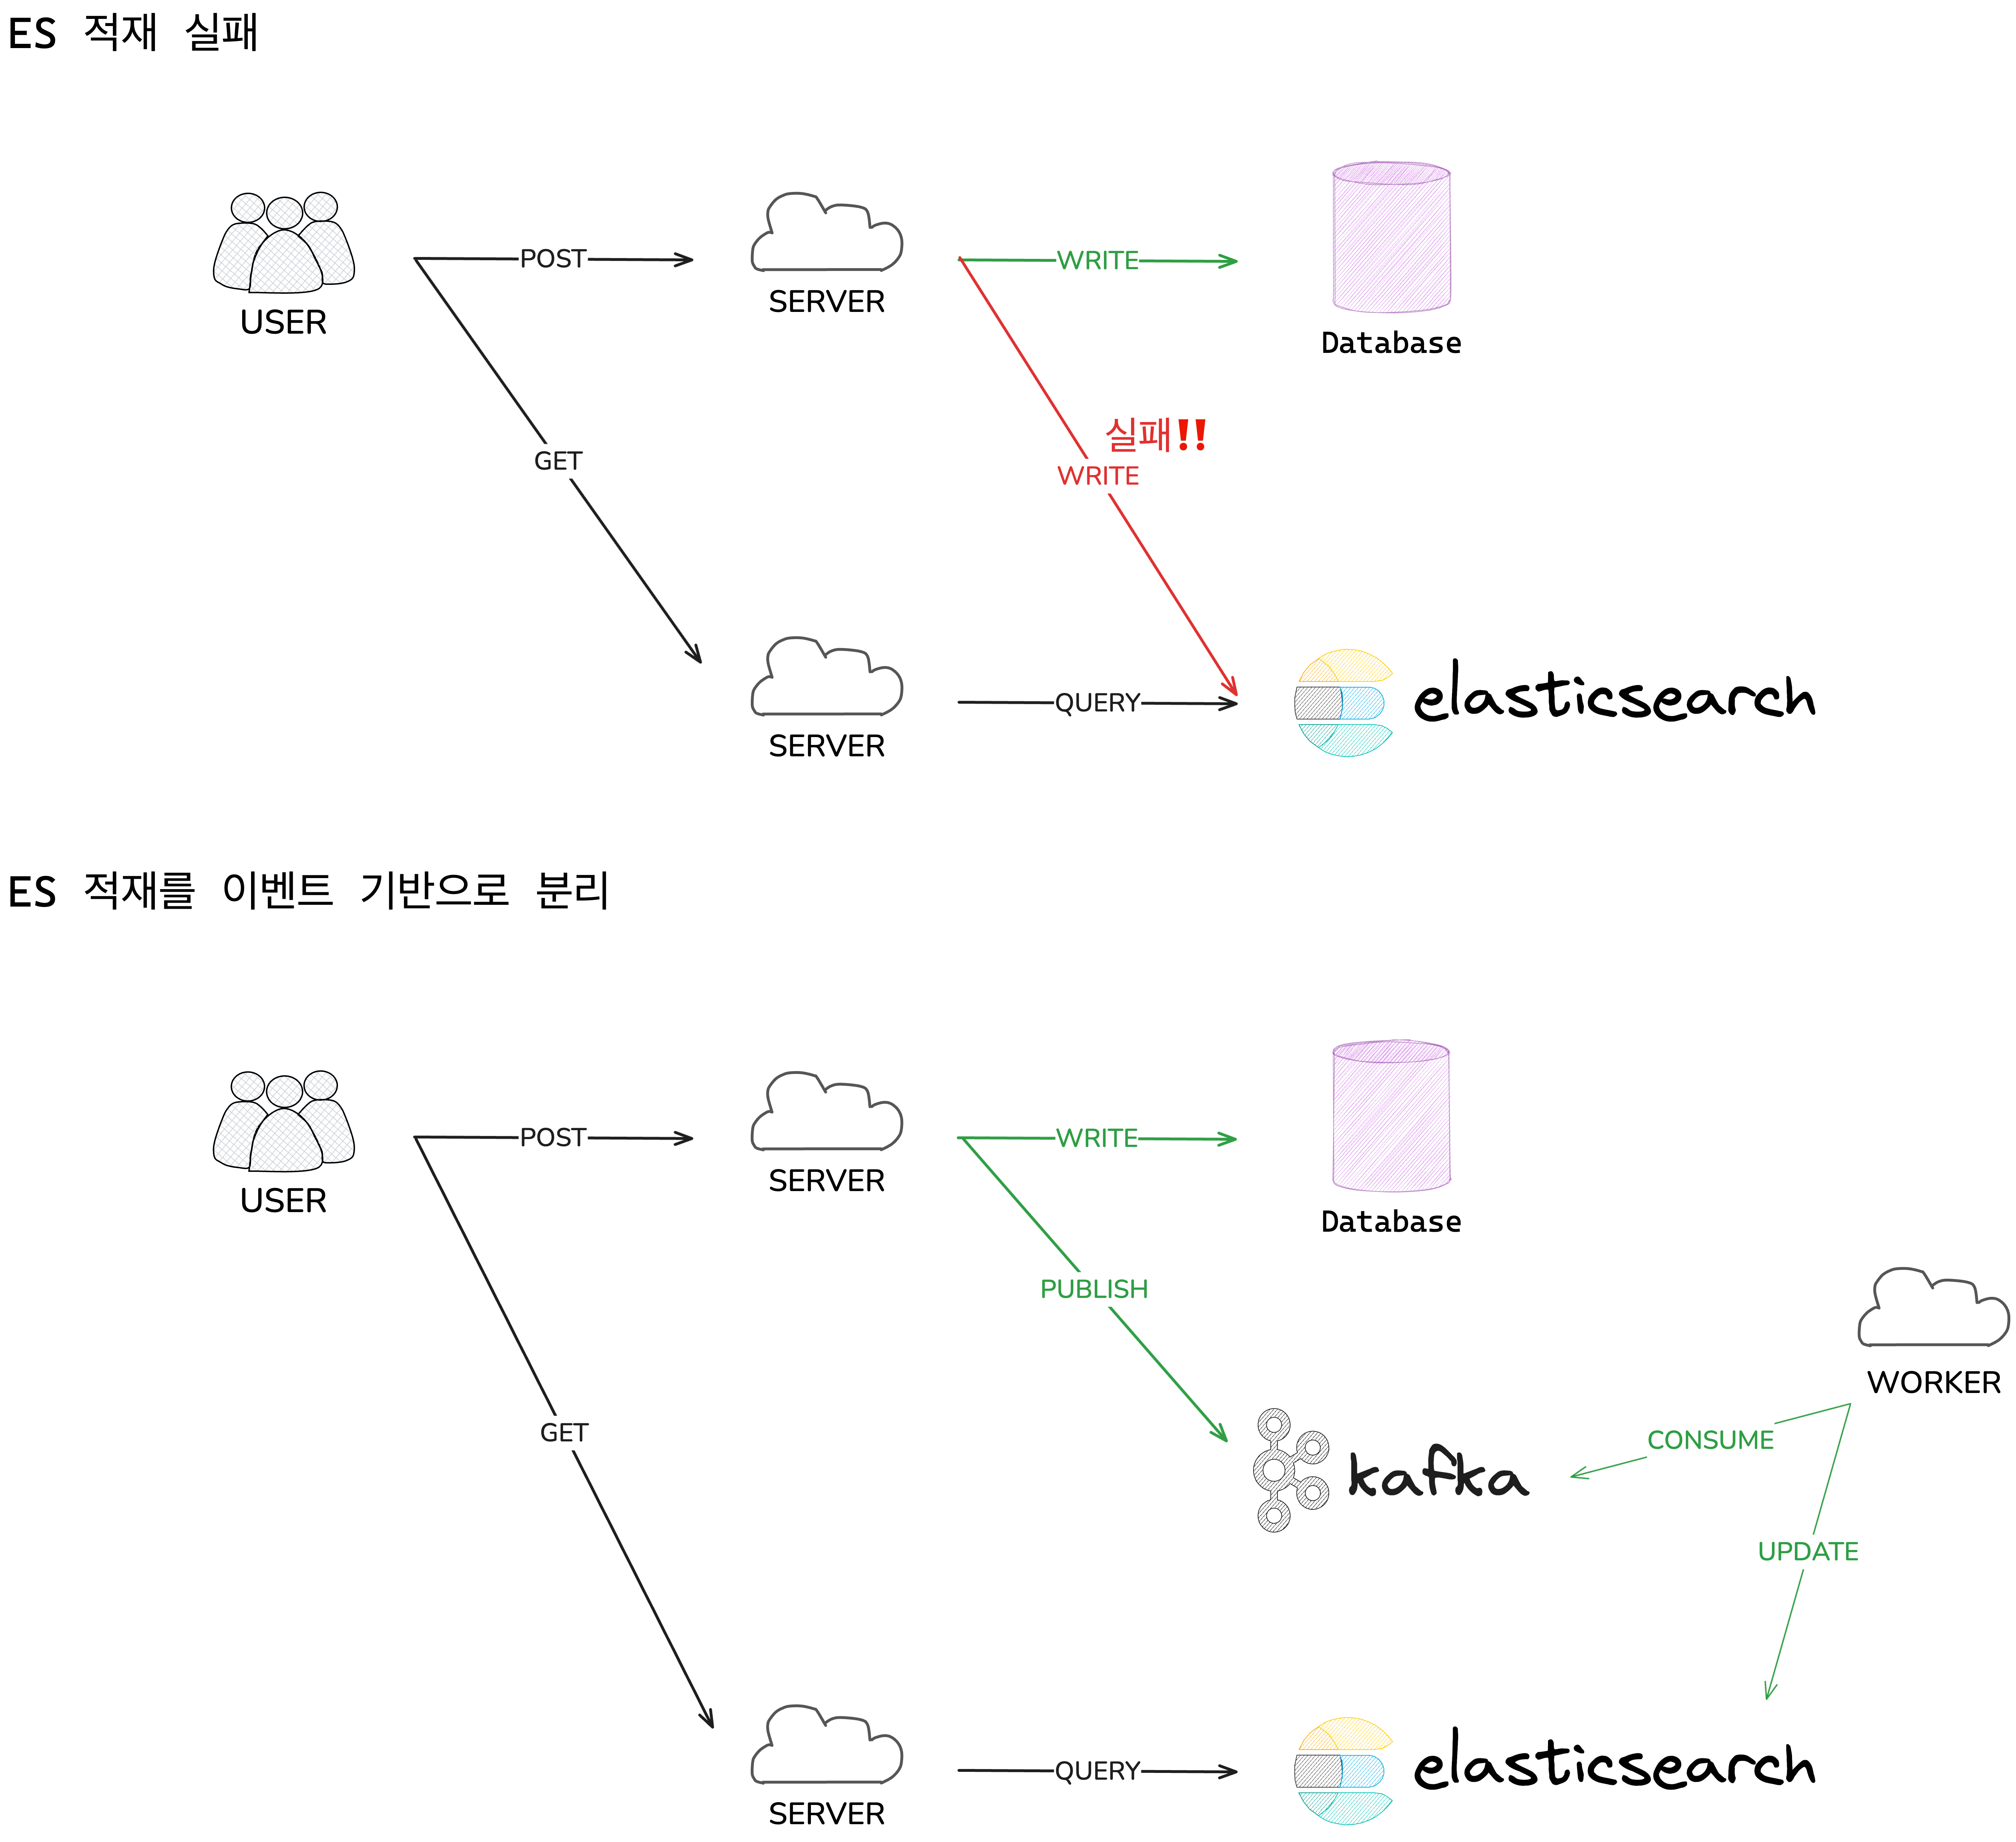 ES 적재 실패
USER
POST
SERVER
WRITE
Database
GET
실패!!
WRITE
SERVER
QUERY
elasticsearch
ES 적재를 이벤트 기반으로 분리
USER
POST
SERVER
WRITE
Database
PUBLISH
WORKER
GET
CONSUME
kafka
UPDATE
SERVER
QUERY
elasticsearch